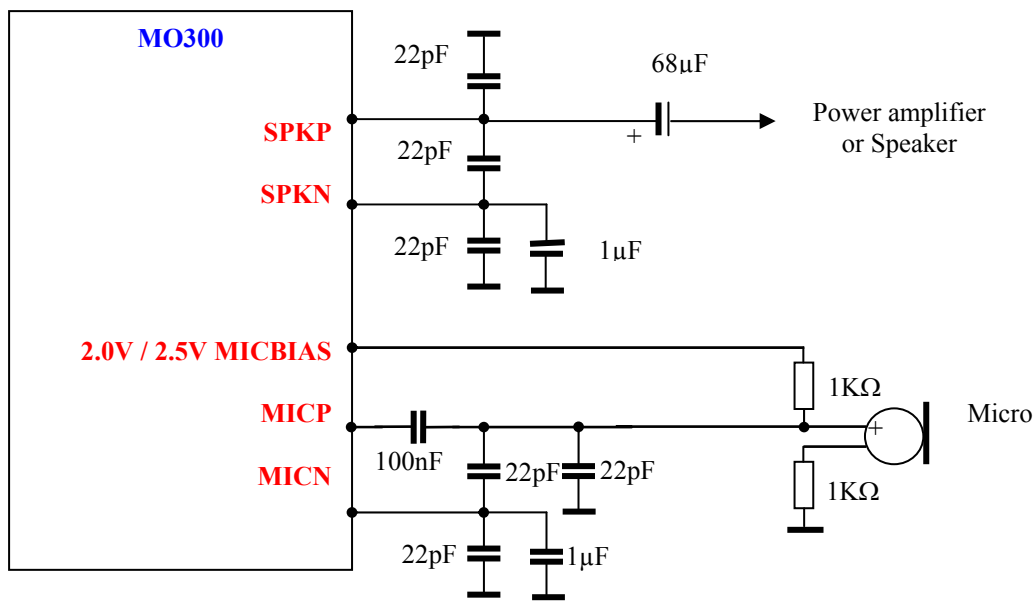 MO300
22pF
68µF
SPKP
+
Power amplifier
or Speaker
22pF
SPKN
22pF
1µF
2.0V / 2.5V MICBIAS
1KΩ
MICP
+
Micro
100nF
MICN
22pF
22pF
1KΩ
22pF
1µF